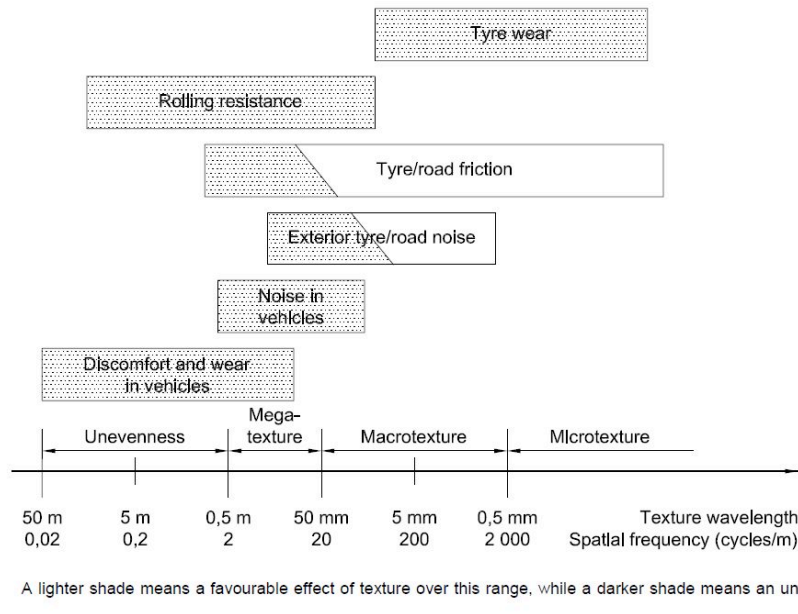 Tyre wear
Rolling resistance
Tyre/road friction
Exterior tyre/road noise
Noise in
vehicles
Discomfort and wear
in vehicles
Unevenness
Mega-
texture
Macrotexture
Microtexture
50 m 5 m 0,5 m 50 mm 5 mm 0,5 mm Texture wavelength
0,02 0,2 2 20 200 2 000 Spatial frequency (cycles/m)
A lighter shade means a favourable effect of texture over this range, while a darker shade means an un